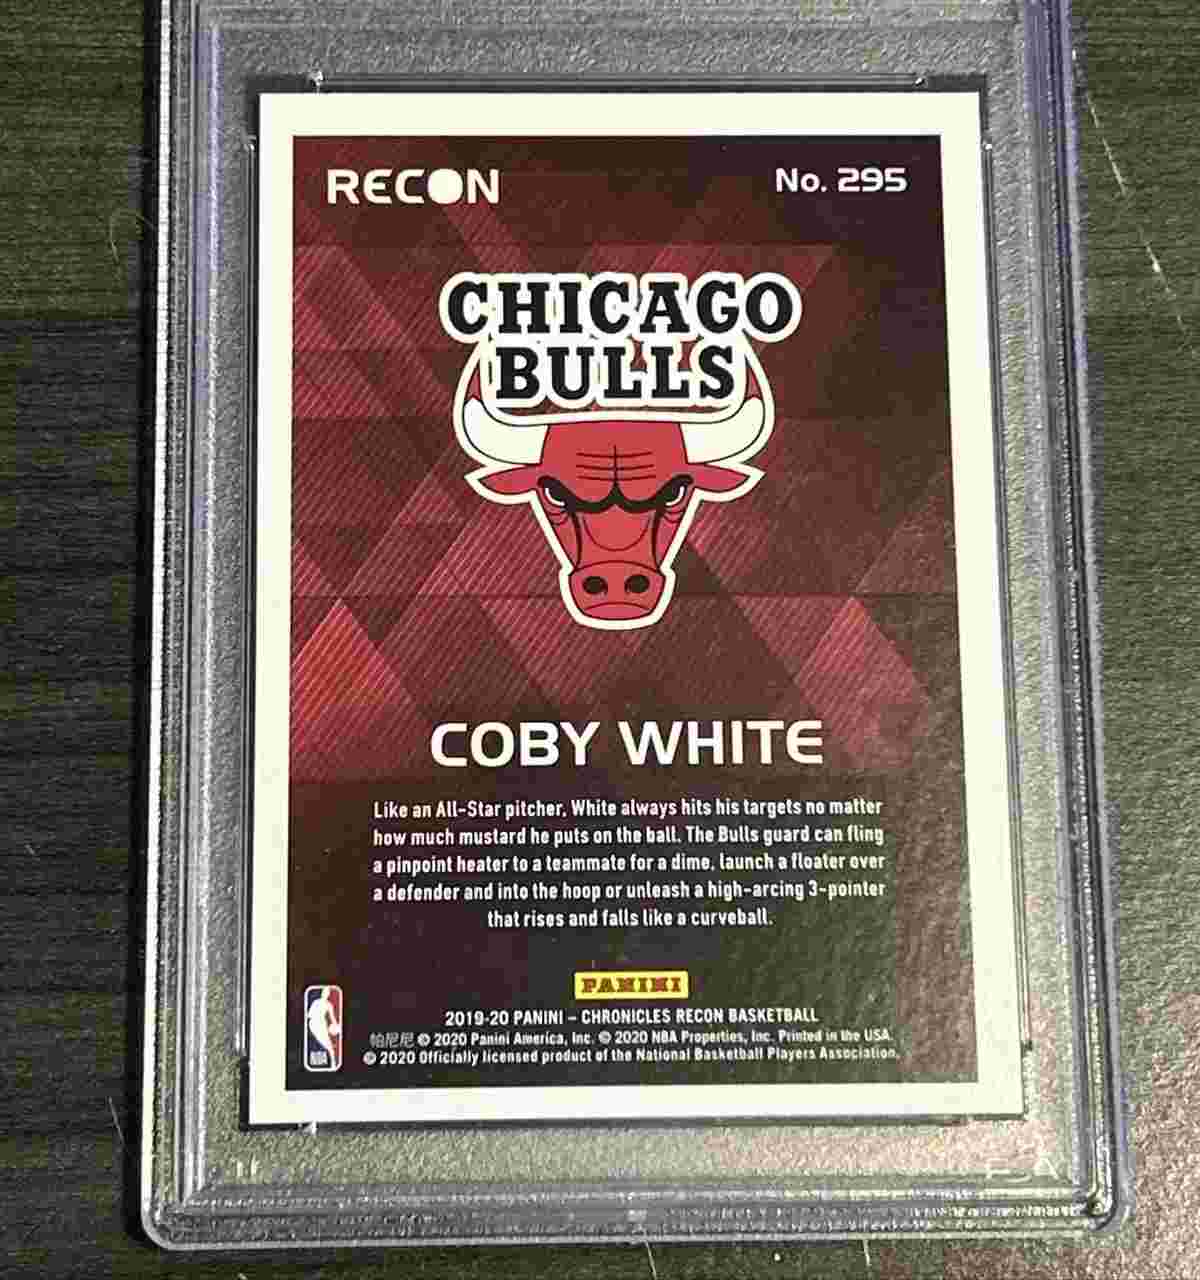 RECON
No. 295
CHICAGO
BULLS
COBY WHITE
Like an All-Star pitcher, White always hits his targets no matter
how much mustard he puts on the ball. The Bulls guard can fling
a pinpoint heater to a teammate for a dime, launch a floater over
a defender and into the hoop or unleash a high-arcing 3-pointer
that rises and falls like a curveball.
PANINI
2019-20 PANINI – CHRONICLES RECON BASKETBALL
帕尼尼 © 2020 Panini America, Inc. © 2020 NBA Properties, Inc. Printed in the USA.
© 2020 Officially licensed product of the National Basketball Players Association.
NBA